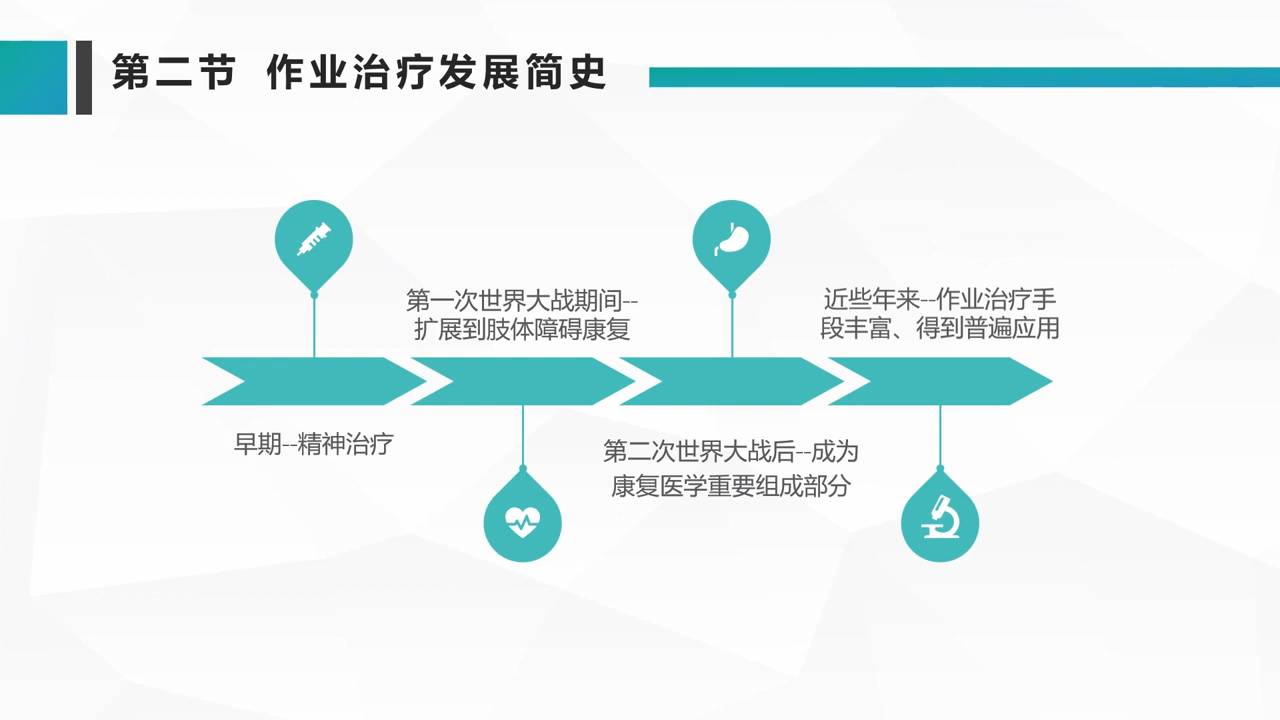 第二节 作业治疗发展简史
早期--精神治疗
第一次世界大战期间--
扩展到肢体障碍康复
第二次世界大战后--成为
康复医学重要组成部分
近些年来--作业治疗手
段丰富、得到普遍应用